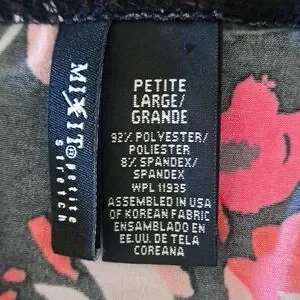 MIXIT® petite
stretch
PETITE
LARGE/
GRANDE
92% POLYESTER/
POLIESTER
8% SPANDEX/
SPANDEX
WPL 11935
ASSEMBLED IN USA
OF KOREAN FABRIC
ENSAMBLADO EN
EE.UU. DE TELA
COREANA